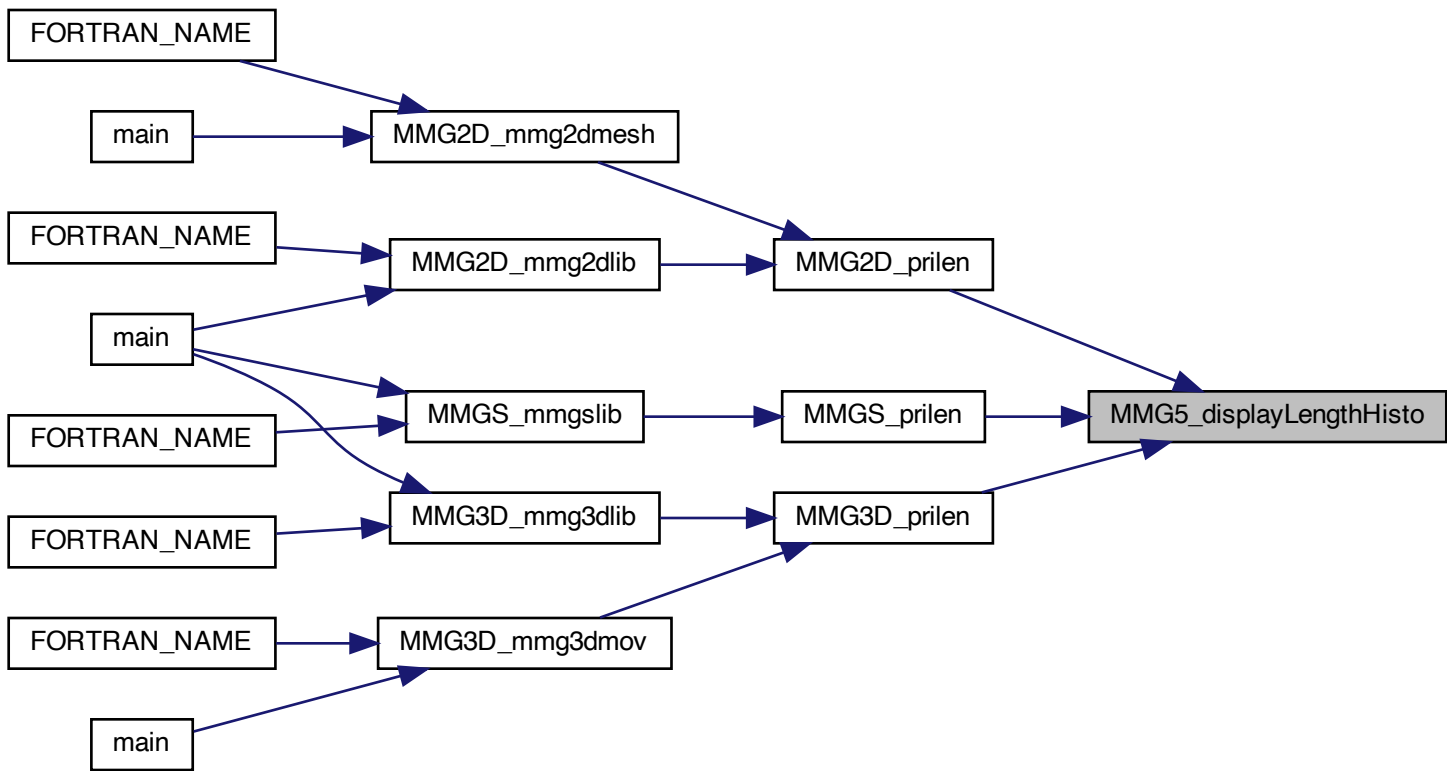 FORTRAN_NAME
main
MMG2D_mmg2dmesh
FORTRAN_NAME
MMG2D_mmg2dlib
MMG2D_prilen
main
FORTRAN_NAME
MMGS_mmgslib
MMGS_prilen
MMG5_displayLengthHisto
FORTRAN_NAME
MMG3D_mmg3dlib
MMG3D_prilen
FORTRAN_NAME
MMG3D_mmg3dmov
main